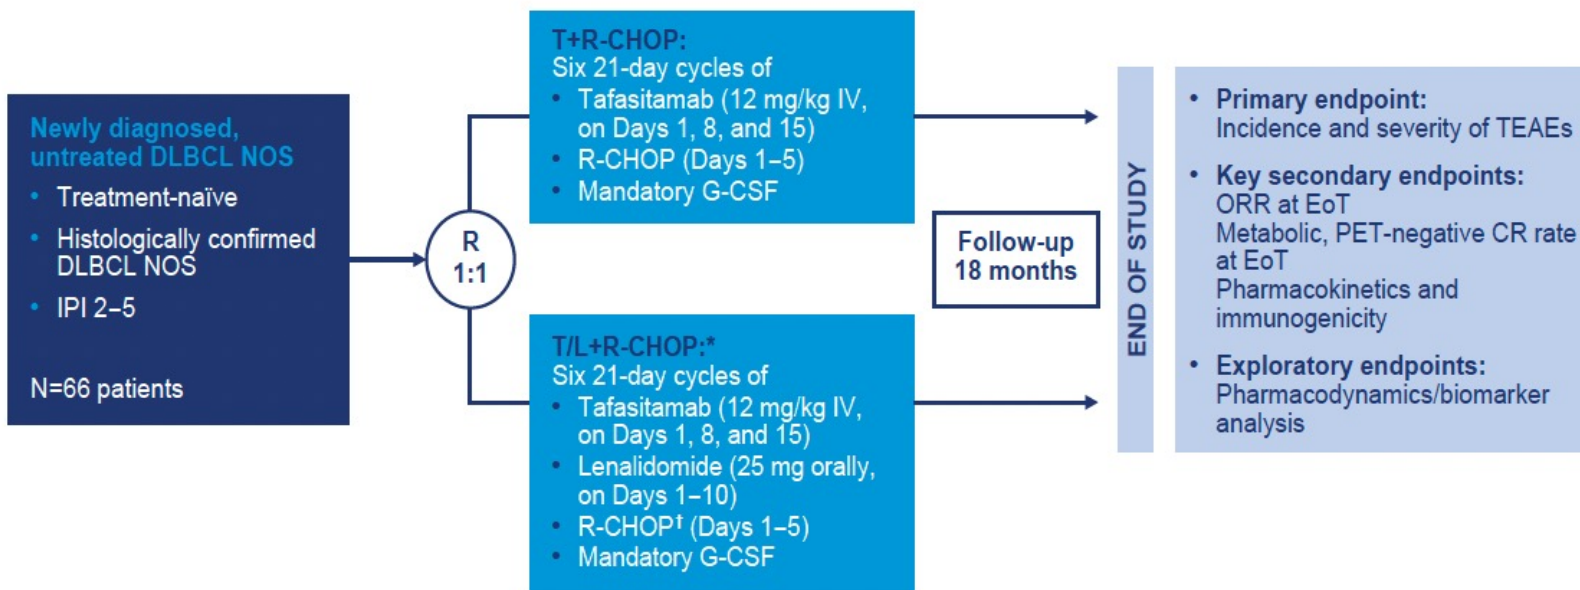 Newly diagnosed,
untreated DLBCL NOS
• Treatment-naïve
• Histologically confirmed
DLBCL NOS
• IPI 2–5
N=66 patients
R
1:1
T+R-CHOP:
Six 21-day cycles of
• Tafasitamab (12 mg/kg IV,
on Days 1, 8, and 15)
• R-CHOP (Days 1–5)
• Mandatory G-CSF
T/L+R-CHOP:*
Six 21-day cycles of
• Tafasitamab (12 mg/kg IV,
on Days 1, 8, and 15)
• Lenalidomide (25 mg orally,
on Days 1–10)
• R-CHOP† (Days 1–5)
• Mandatory G-CSF
Follow-up
18 months
END OF STUDY
• Primary endpoint:
Incidence and severity of TEAEs
• Key secondary endpoints:
ORR at EoT
Metabolic, PET-negative CR rate
at EoT
Pharmacokinetics and
immunogenicity
• Exploratory endpoints:
Pharmacodynamics/biomarker
analysis